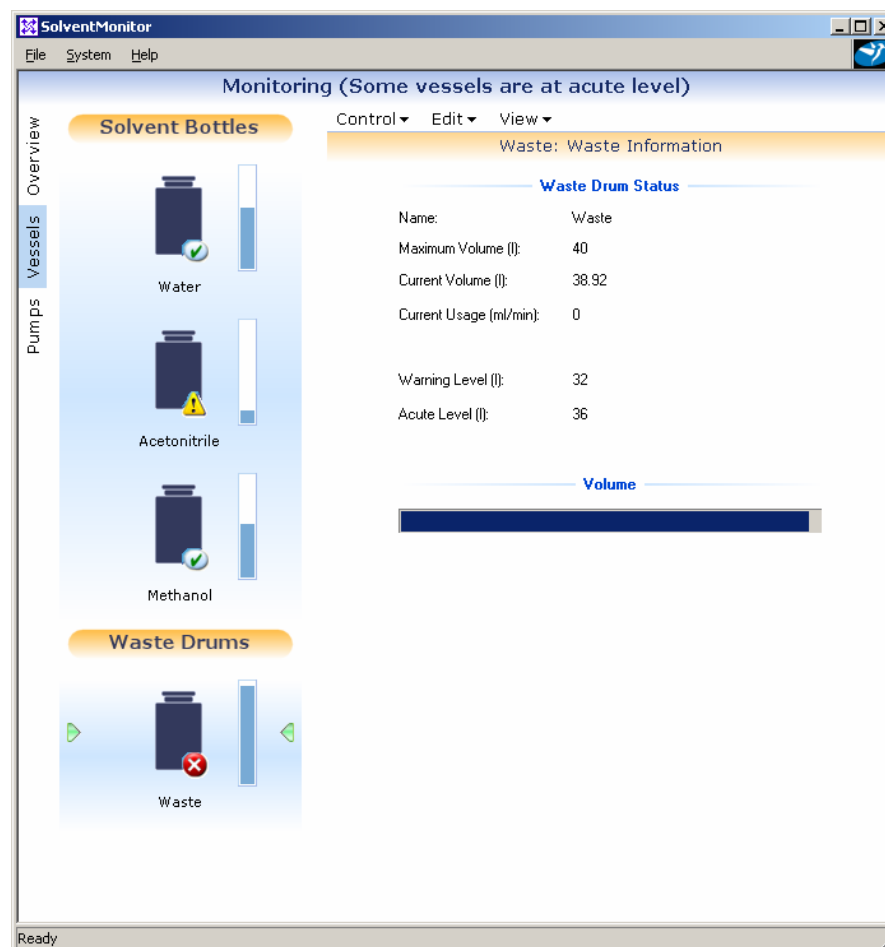 SolventMonitor
File System Help
Monitoring (Some vessels are at acute level)
Overview
Vessels
Pumps
Solvent Bottles
Water
Acetonitrile
Methanol
Waste Drums
Waste
Control Edit View
Waste: Waste Information
Waste Drum Status
Name: Waste
Maximum Volume (l): 40
Current Volume (l): 38.92
Current Usage (ml/min): 0
Warning Level (l): 32
Acute Level (l): 36
Volume
Ready